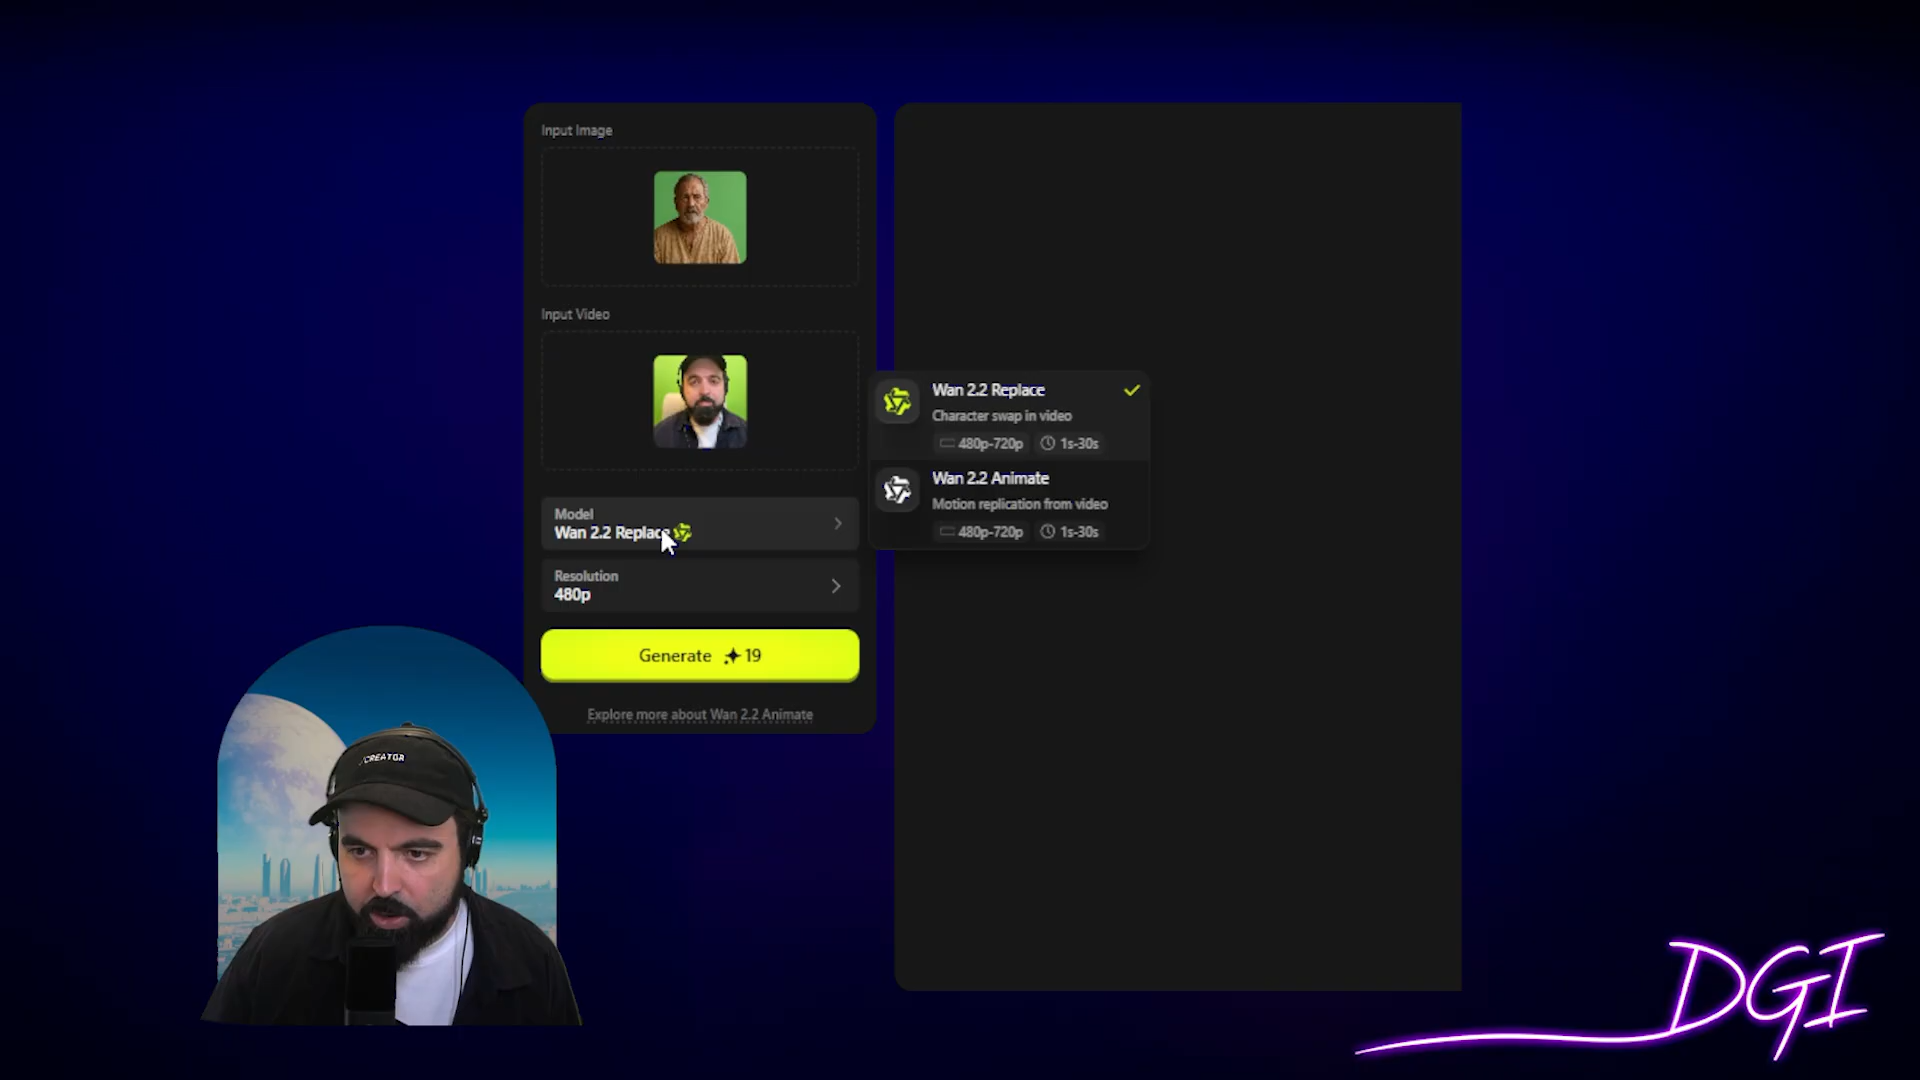 Input Image
Input Video
Wan 2.2 Replace
Character swap in video
480p-720p 1s-30s
Wan 2.2 Animate
Motion replication from video
480p-720p 1s-30s
Model
Wan 2.2 Replace
Resolution
480p
Generate 19
Explore more about Wan 2.2 Animate
CREATOR
DGI